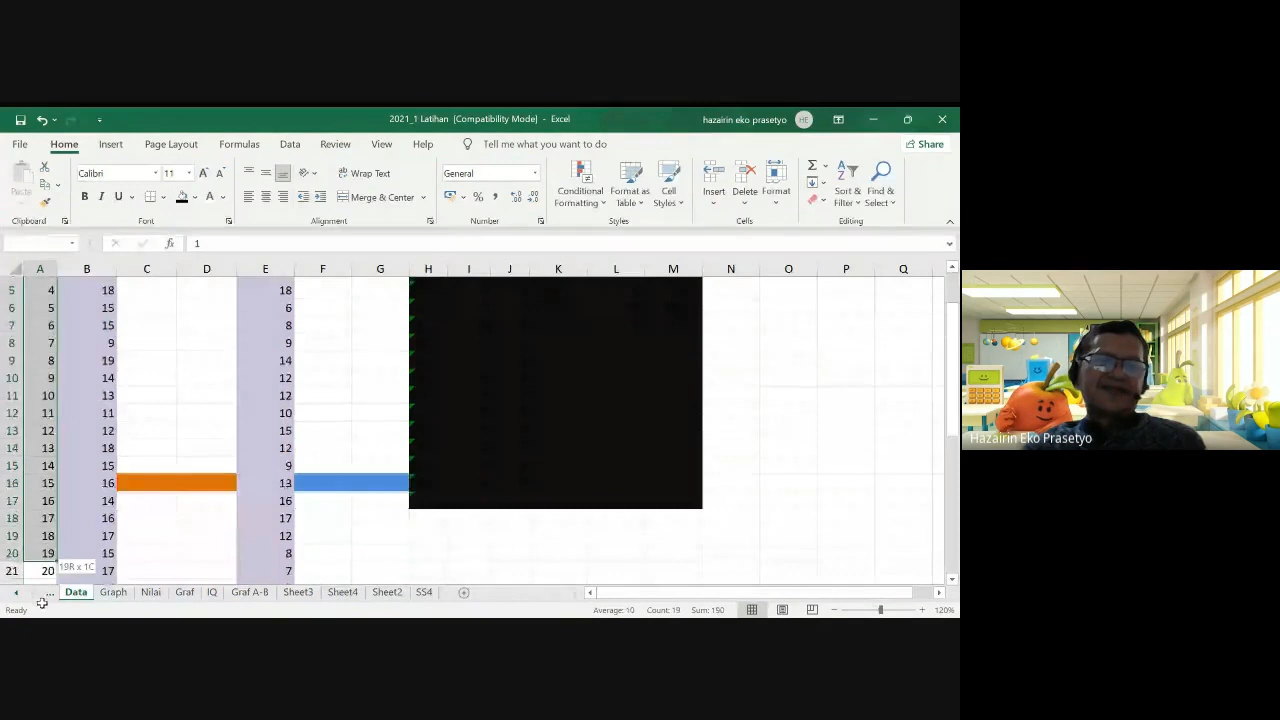 2021_1 Latihan [Compatibility Mode] - Excel
hazairin eko prasetyo HE
File Home Insert Page Layout Formulas Data Review View Help Tell me what you want to do Share
Paste Calibri 11 A A Wrap Text General Conditional Formatting Format as Table Cell Styles Insert Delete Format Sort & Filter Find & Select
B I U A Merge & Center % ,
Clipboard Font Alignment Number Styles Cells Editing
fx 1
A B C D E F G H I J K L M N O P Q
5 4 18 18
6 5 15 6
7 6 15 8
8 7 9 9
9 8 19 14
10 9 14 12
11 10 13 12
12 11 11 10
13 12 12 15
14 13 18 12
15 14 15 9
16 15 16 13
17 16 14 16
18 17 16 17
19 18 17 12
20 19 15 8
19R x 1C
21 20 17 7
... Data Graph Nilai Graf IQ Graf A-B Sheet3 Sheet4 Sheet2 SS4
Ready Average: 10 Count: 19 Sum: 190 120%
Hazairin Eko Prasetyo